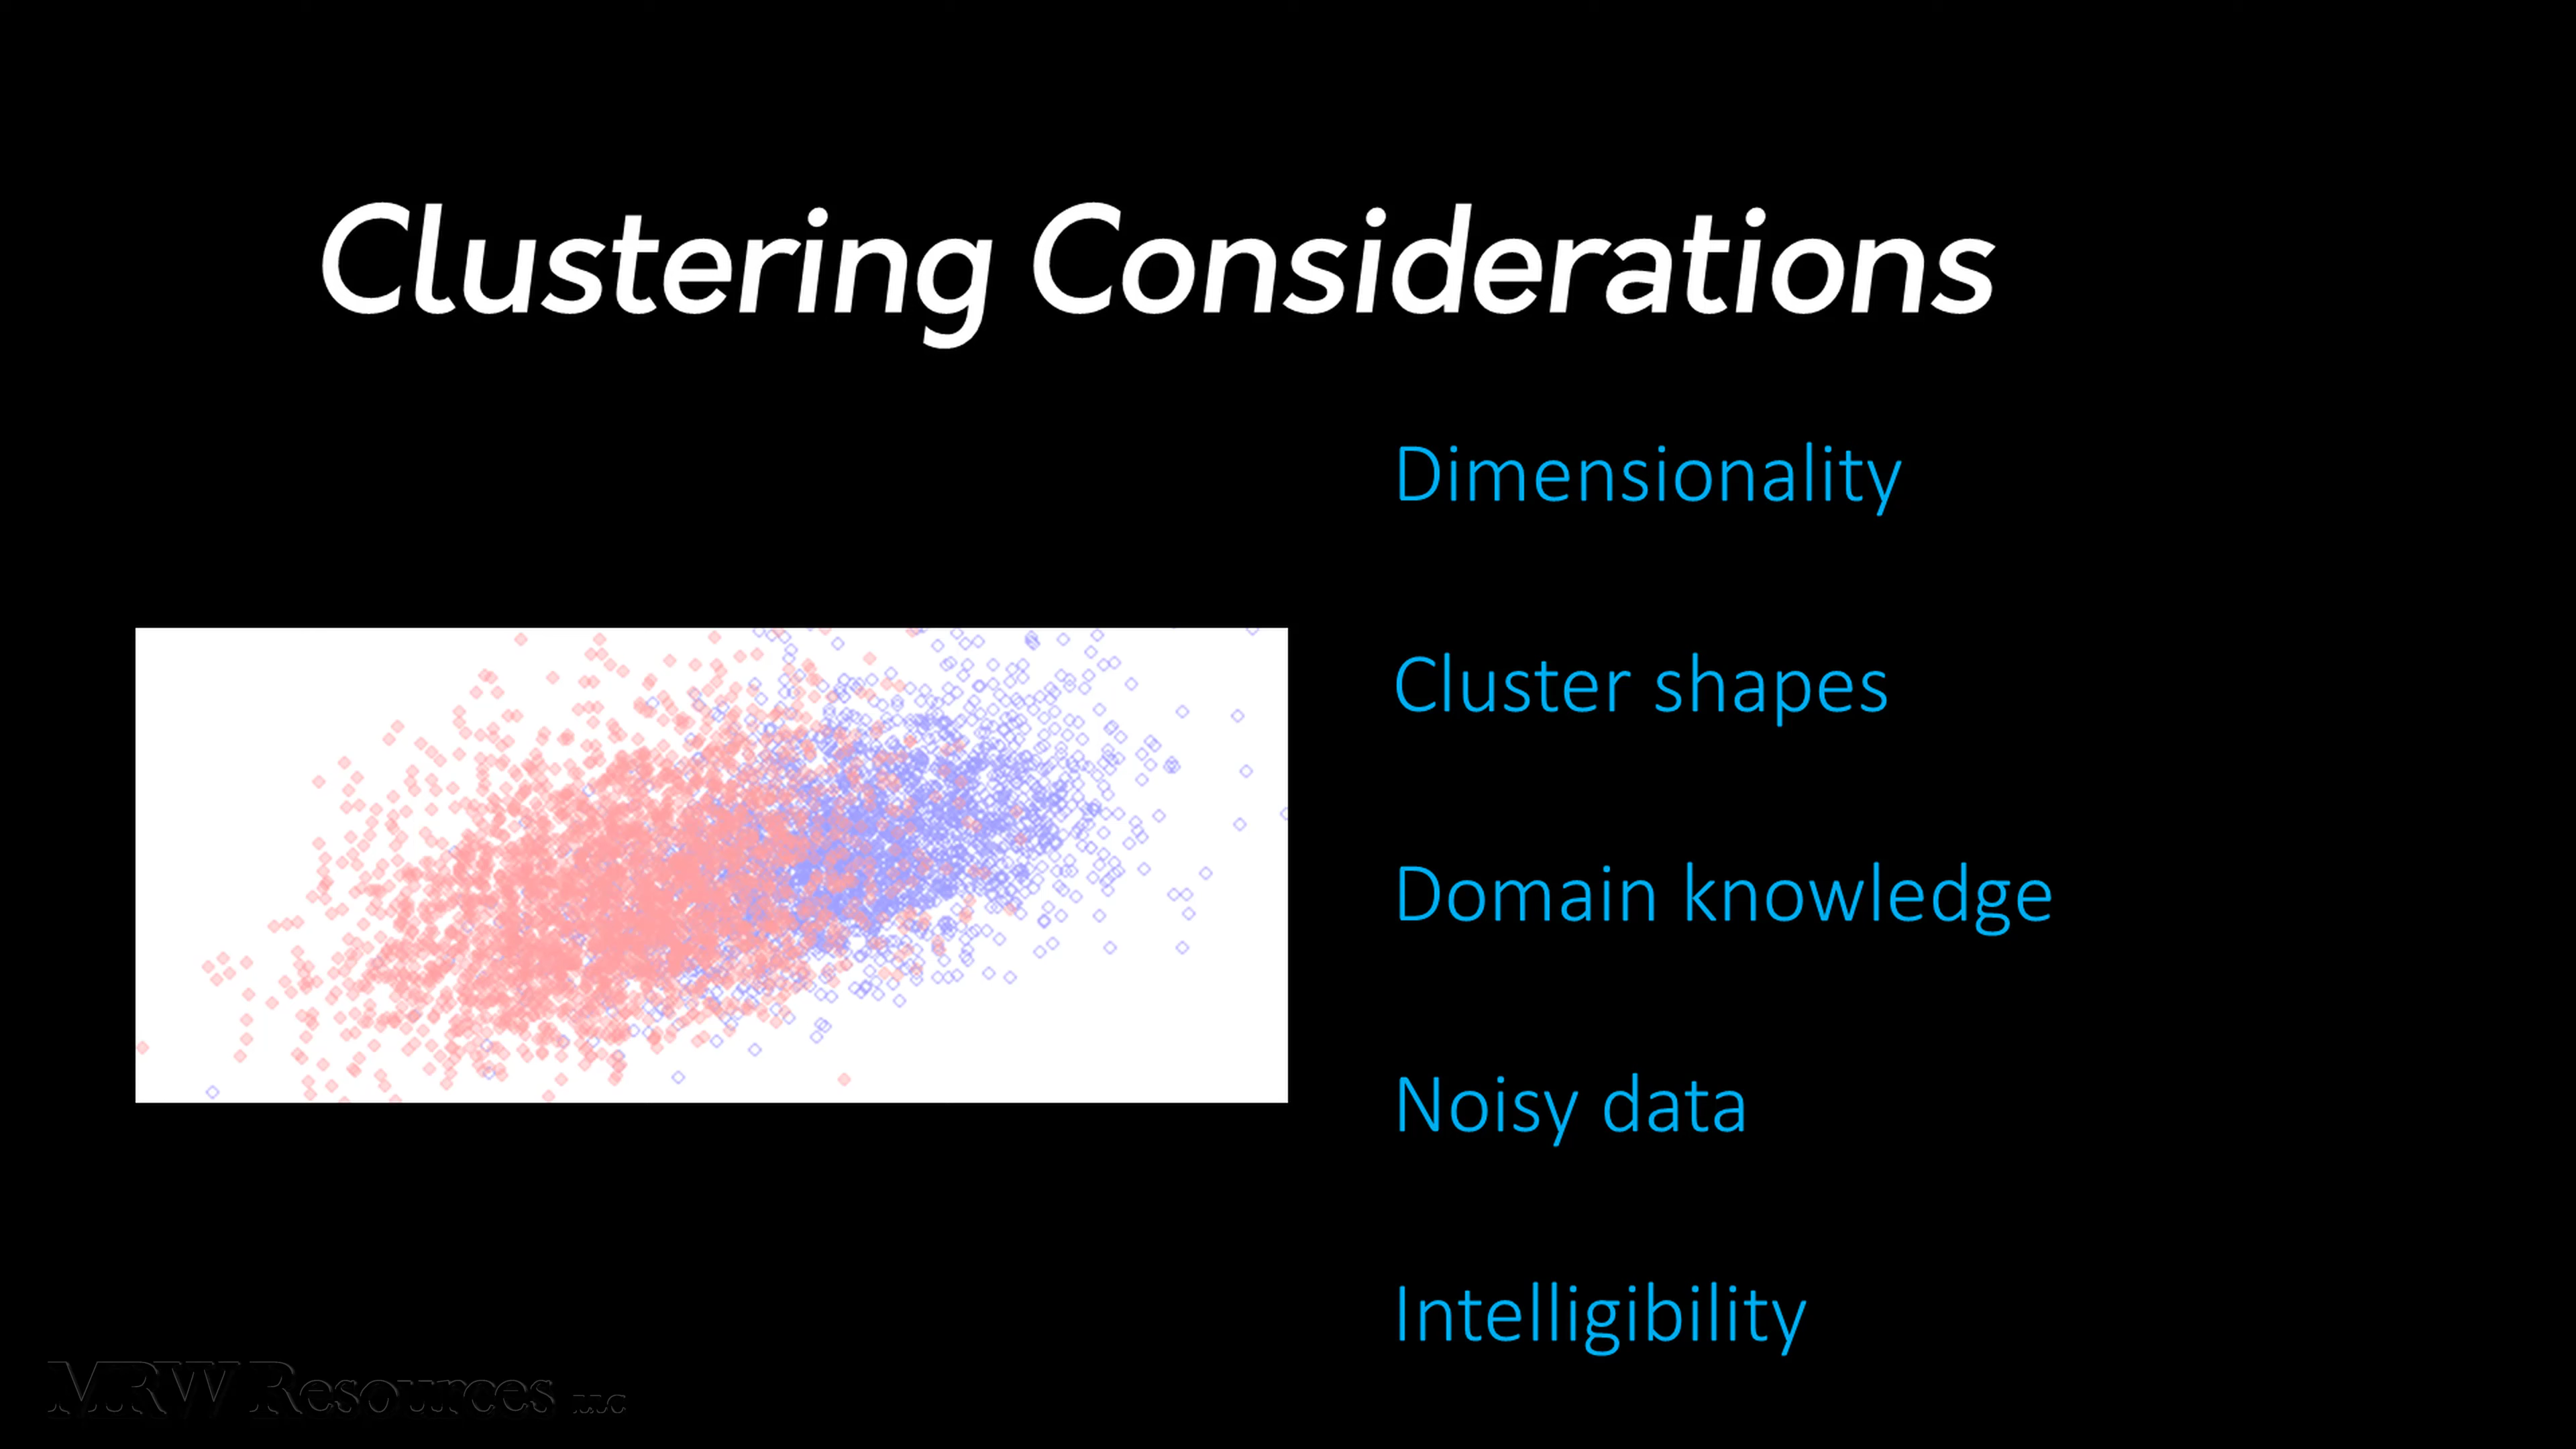 Clustering Considerations
Dimensionality
Cluster shapes
Domain knowledge
Noisy data
Intelligibility
MRW Resources LLC